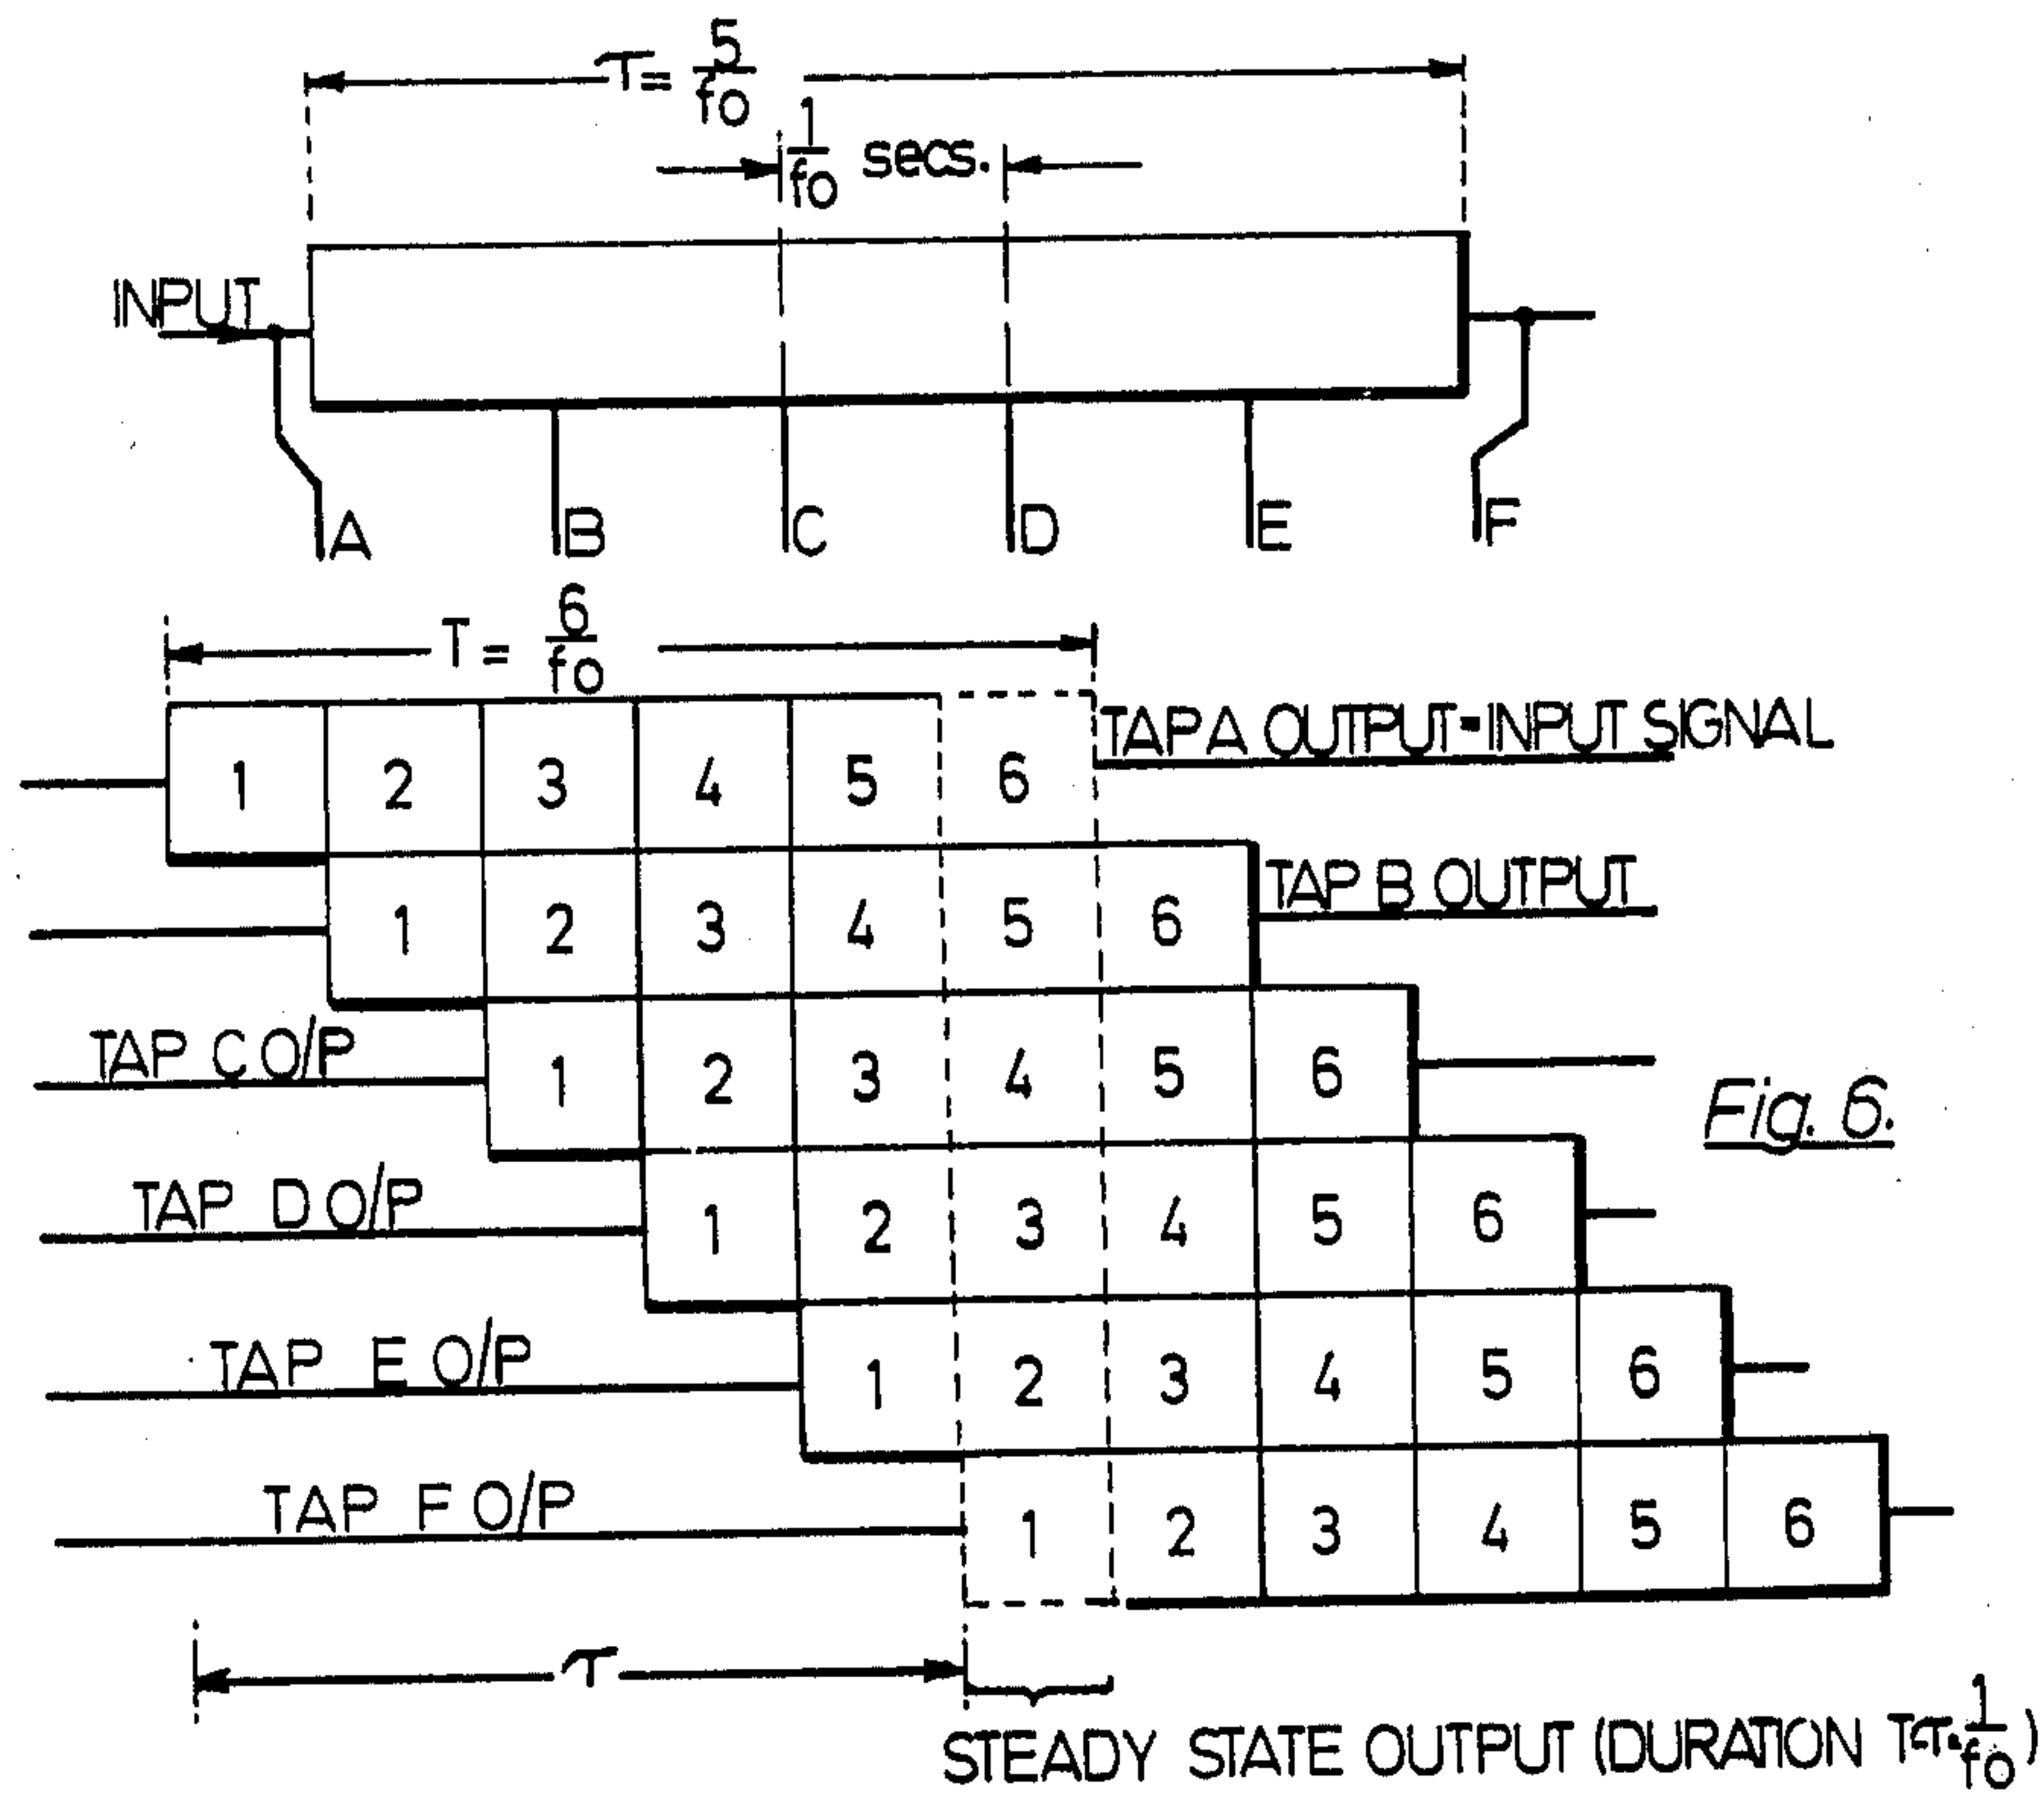 τ = 5/fo
1/fo secs.
INPUT
A B C D E F
T = 6/fo
1 2 3 4 5 6 TAP A OUTPUT = INPUT SIGNAL
1 2 3 4 5 6 TAP B OUTPUT
TAP C O/P 1 2 3 4 5 6
Fig. 6.
TAP D O/P 1 2 3 4 5 6
TAP E O/P 1 2 3 4 5 6
TAP F O/P 1 2 3 4 5 6
τ
STEADY STATE OUTPUT (DURATION T-τ = 1/fo)